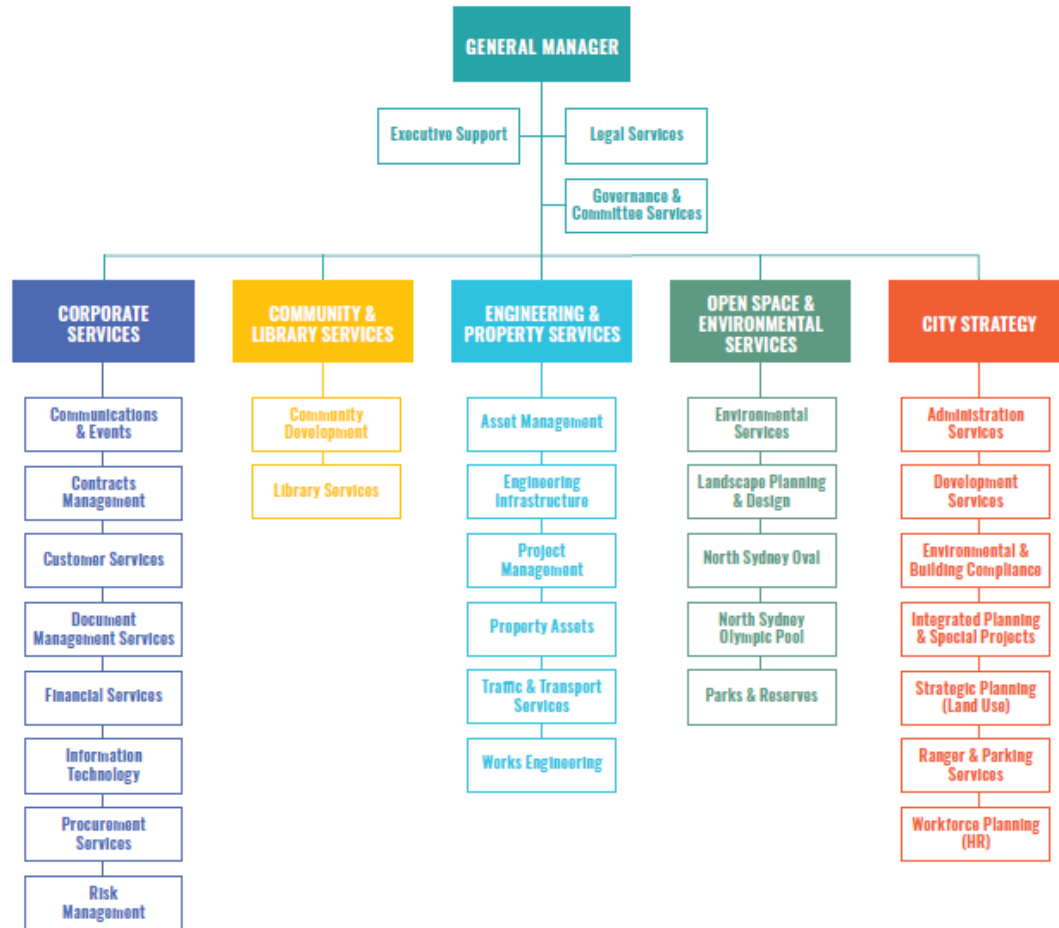 GENERAL MANAGER
Executive Support
Legal Services
Governance &
Committee Services
CORPORATE
SERVICES
Communications
& Events
Contracts
Management
Customer Services
Document
Management Services
Financial Services
Information
Technology
Procurement
Services
Risk
Management
COMMUNITY &
LIBRARY SERVICES
Community
Development
Library Services
ENGINEERING &
PROPERTY SERVICES
Asset Management
Engineering
Infrastructure
Project
Management
Property Assets
Traffic & Transport
Services
Works Engineering
OPEN SPACE &
ENVIRONMENTAL
SERVICES
Environmental
Services
Landscape Planning
& Design
North Sydney Oval
North Sydney
Olympic Pool
Parks & Reserves
CITY STRATEGY
Administration
Services
Development
Services
Environmental &
Building Compliance
Integrated Planning
& Special Projects
Strategic Planning
(Land Use)
Ranger & Parking
Services
Workforce Planning
(HR)